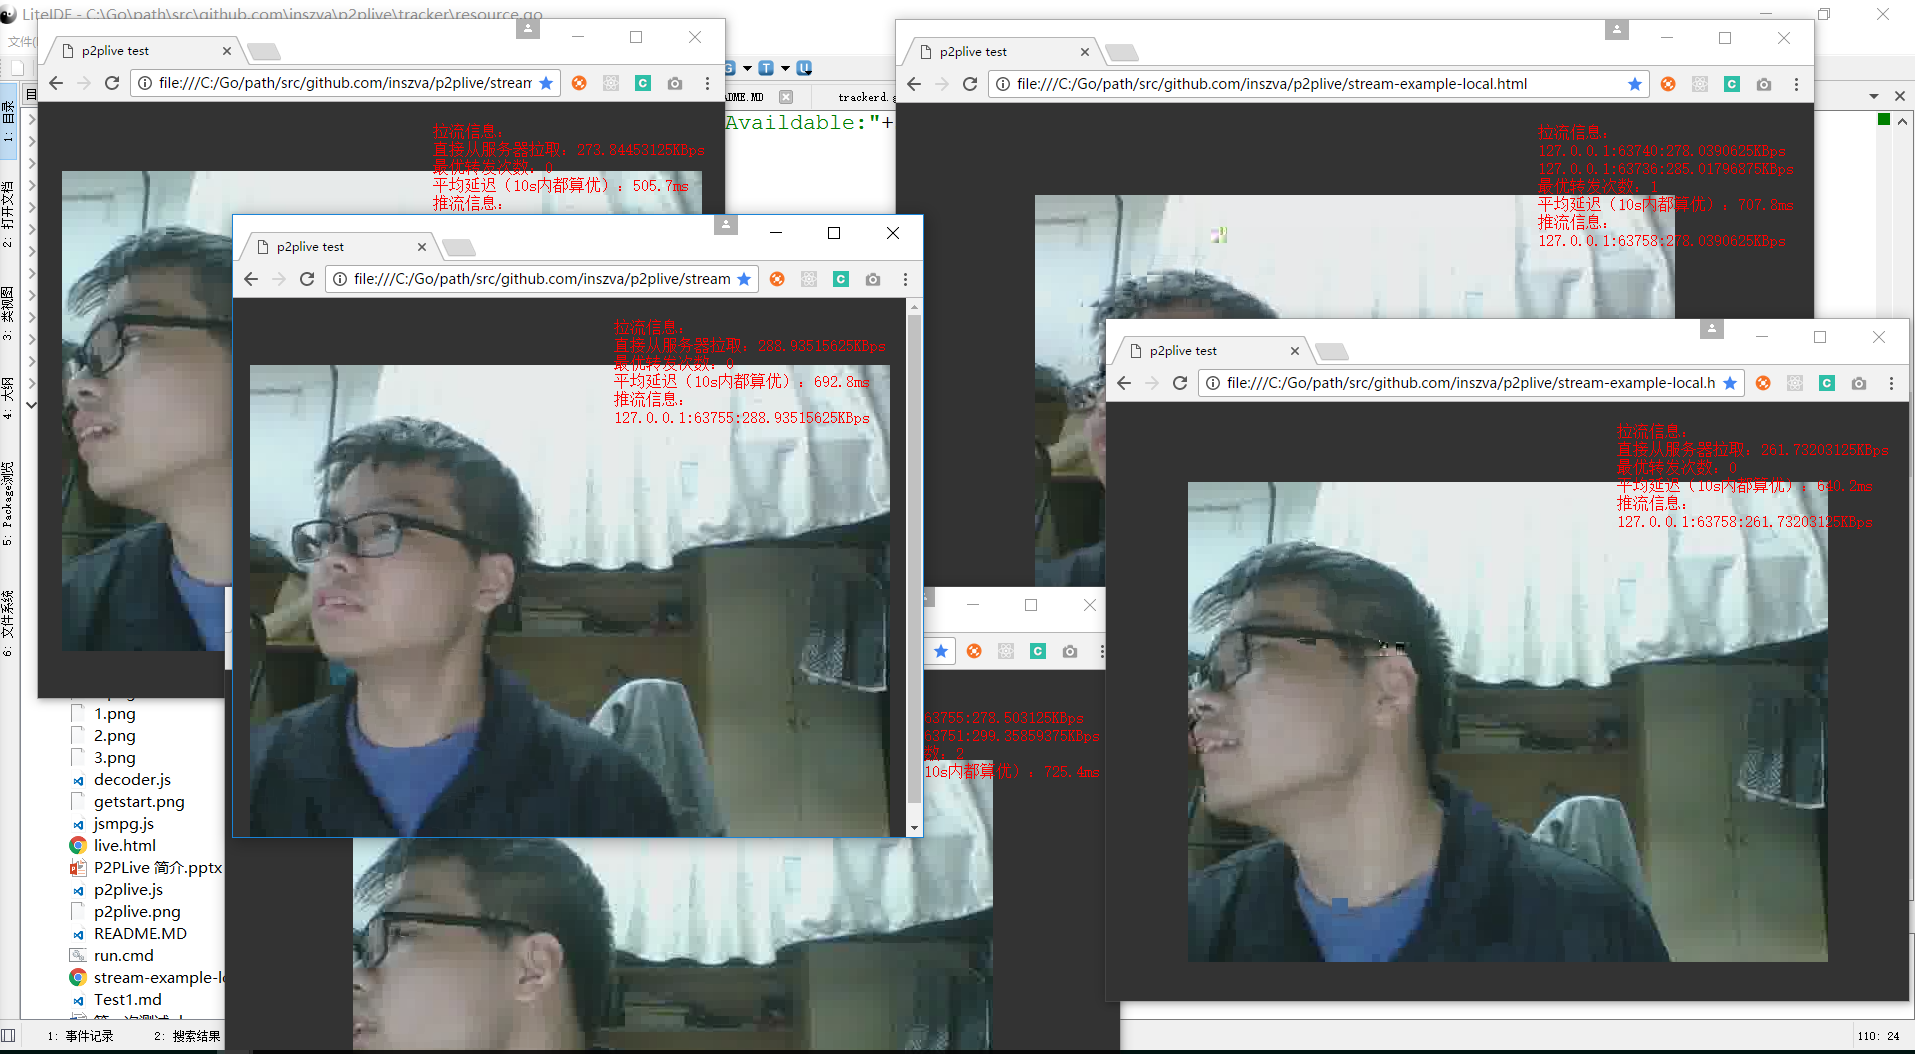 LiteIDE - C:\Go\path\src\github.com\inszva\p2plive\tracker\resource.go
文件(
p2plive test
file:///C:/Go/path/src/github.com/inszva/p2plive/stream
拉流信息:
直接从服务器拉取: 273.84453125KBps
最优转发次数: 0
平均延迟（10s内都算优）: 505.7ms
推流信息:
DME.MD
trackerd.
Availdable:"+
p2plive test
file:///C:/Go/path/src/github.com/inszva/p2plive/stream-example-local.html
拉流信息:
127.0.0.1:63740:278.0390625KBps
127.0.0.1:63736:285.01796875KBps
最优转发次数: 1
平均延迟（10s内都算优）: 707.3ms
推流信息:
127.0.0.1:63758:278.0390625KBps
p2plive test
file:///C:/Go/path/src/github.com/inszva/p2plive/stream
拉流信息:
直接从服务器拉取: 288.93515625KBps
最优转发次数: 0
平均延迟（10s内都算优）: 692.8ms
推流信息:
127.0.0.1:63755:288.93515625KBps
p2plive test
file:///C:/Go/path/src/github.com/inszva/p2plive/stream-example-local.h
拉流信息:
直接从服务器拉取: 261.73203125KBps
最优转发次数: 0
平均延迟（10s内都算优）: 640.2ms
推流信息:
127.0.0.1:63758:261.73203125KBps
63755:278.503125KBps
63751:299.35859375KBps
数: 2
10s内都算优）: 725.4ms
1: 目录
2: 打开文档
3: 类视图
4: 大纲
5: Package浏览
6: 文件系统
目
1.png
2.png
3.png
decoder.js
getstart.png
jsmpg.js
live.html
P2PLive 简介.pptx
p2plive.js
p2plive.png
README.MD
run.cmd
stream-example-l
Test1.md
1: 事件记录
2: 搜索结果
110: 24